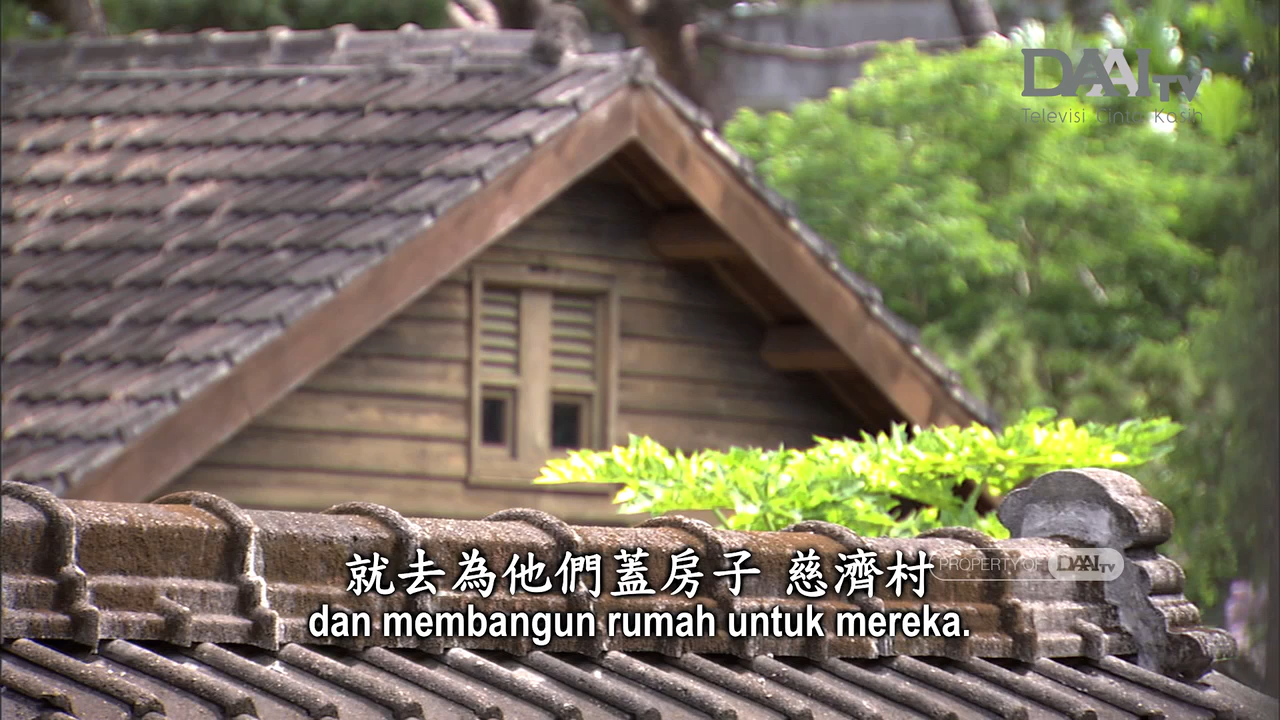 DAAI TV
Televisi Cinta Kasih
就去為他們蓋房子 慈濟村
PROPERTY OF DAAI TV
dan membangun rumah untuk mereka.